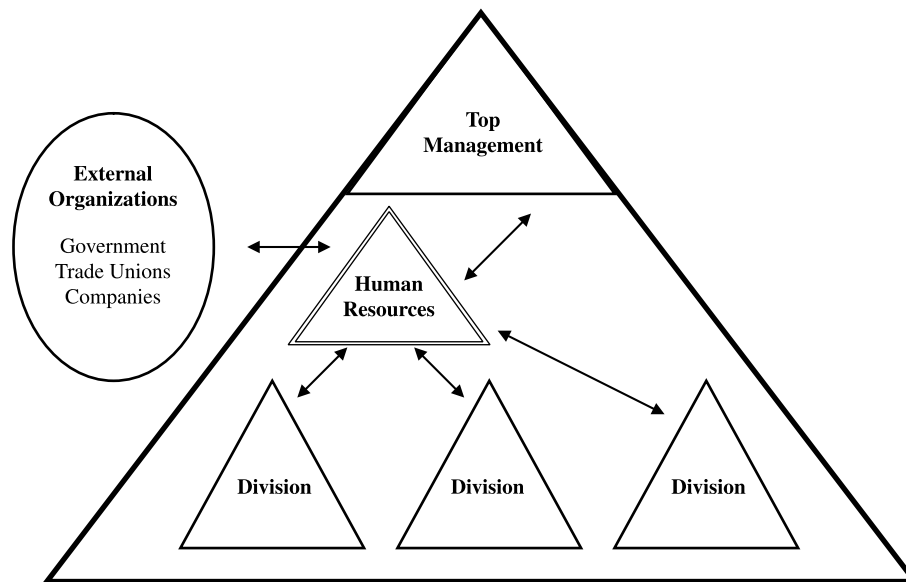 Top
Management
External
Organizations
Government
Trade Unions
Companies
Human
Resources
Division
Division
Division